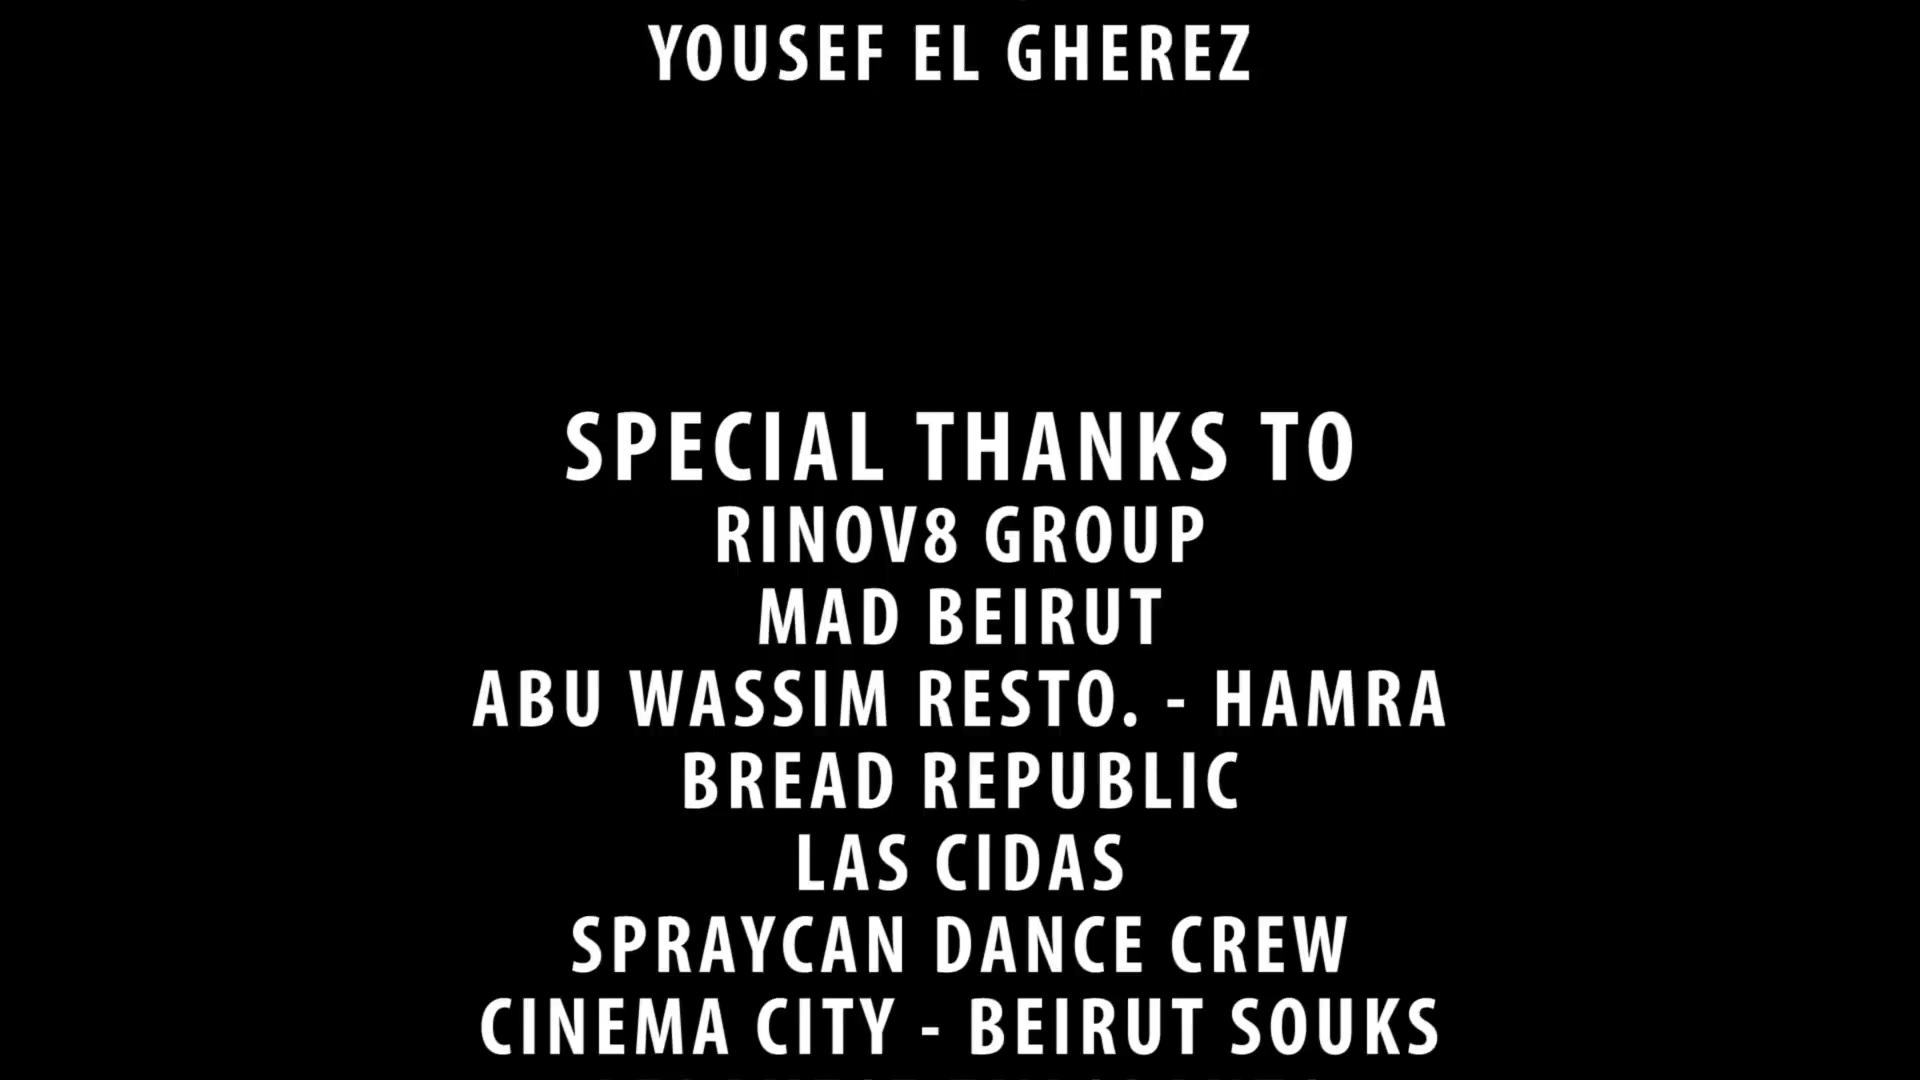 YOUSEF EL GHEREZ
SPECIAL THANKS TO
RINOV8 GROUP
MAD BEIRUT
ABU WASSIM RESTO. - HAMRA
BREAD REPUBLIC
LAS CIDAS
SPRAYCAN DANCE CREW
CINEMA CITY - BEIRUT SOUKS